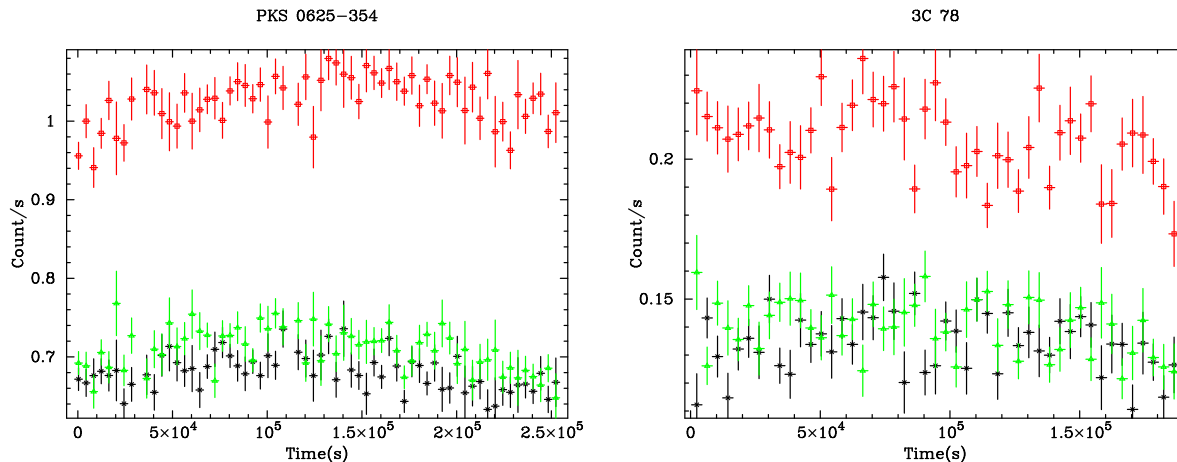 PKS 0625−354
3C 78
Count/s
1
0.9
0.8
0.7
0
5×10⁴
10⁵
1.5×10⁵
2×10⁵
2.5×10⁵
Time(s)
Count/s
0.2
0.15
0
5×10⁴
10⁵
1.5×10⁵
Time(s)